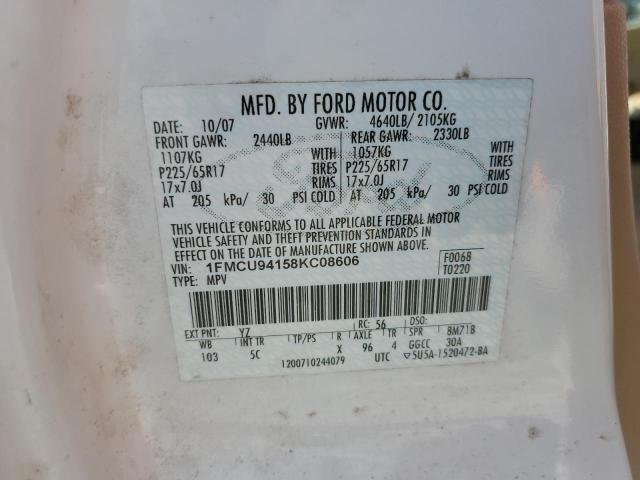 MFD. BY FORD MOTOR CO.
DATE: 10/07 GVWR: 4640LB/ 2105KG
FRONT GAWR: 2440LB REAR GAWR: 2330LB
1107KG WITH 1057KG WITH
P225/65R17 TIRES P225/65R17 TIRES
17x7.0J RIMS 17x7.0J RIMS
AT 205 kPa/ 30 PSI COLD AT 205 kPa/ 30 PSI COLD
THIS VEHICLE CONFORMS TO ALL APPLICABLE FEDERAL MOTOR
VEHICLE SAFETY AND THEFT PREVENTION STANDARDS IN
EFFECT ON THE DATE OF MANUFACTURE SHOWN ABOVE.
VIN: 1FMCU94158KC08606 F0068
TYPE: MPV T0220
EXT PNT: YZ RC: 56 DSO:
WB INT TR TP/PS R AXLE TR SPR 8M71B
103 5C X 96 4 GGCC 30A
1200710244079 UTC ▽5U5A-1520472-BA
Ford